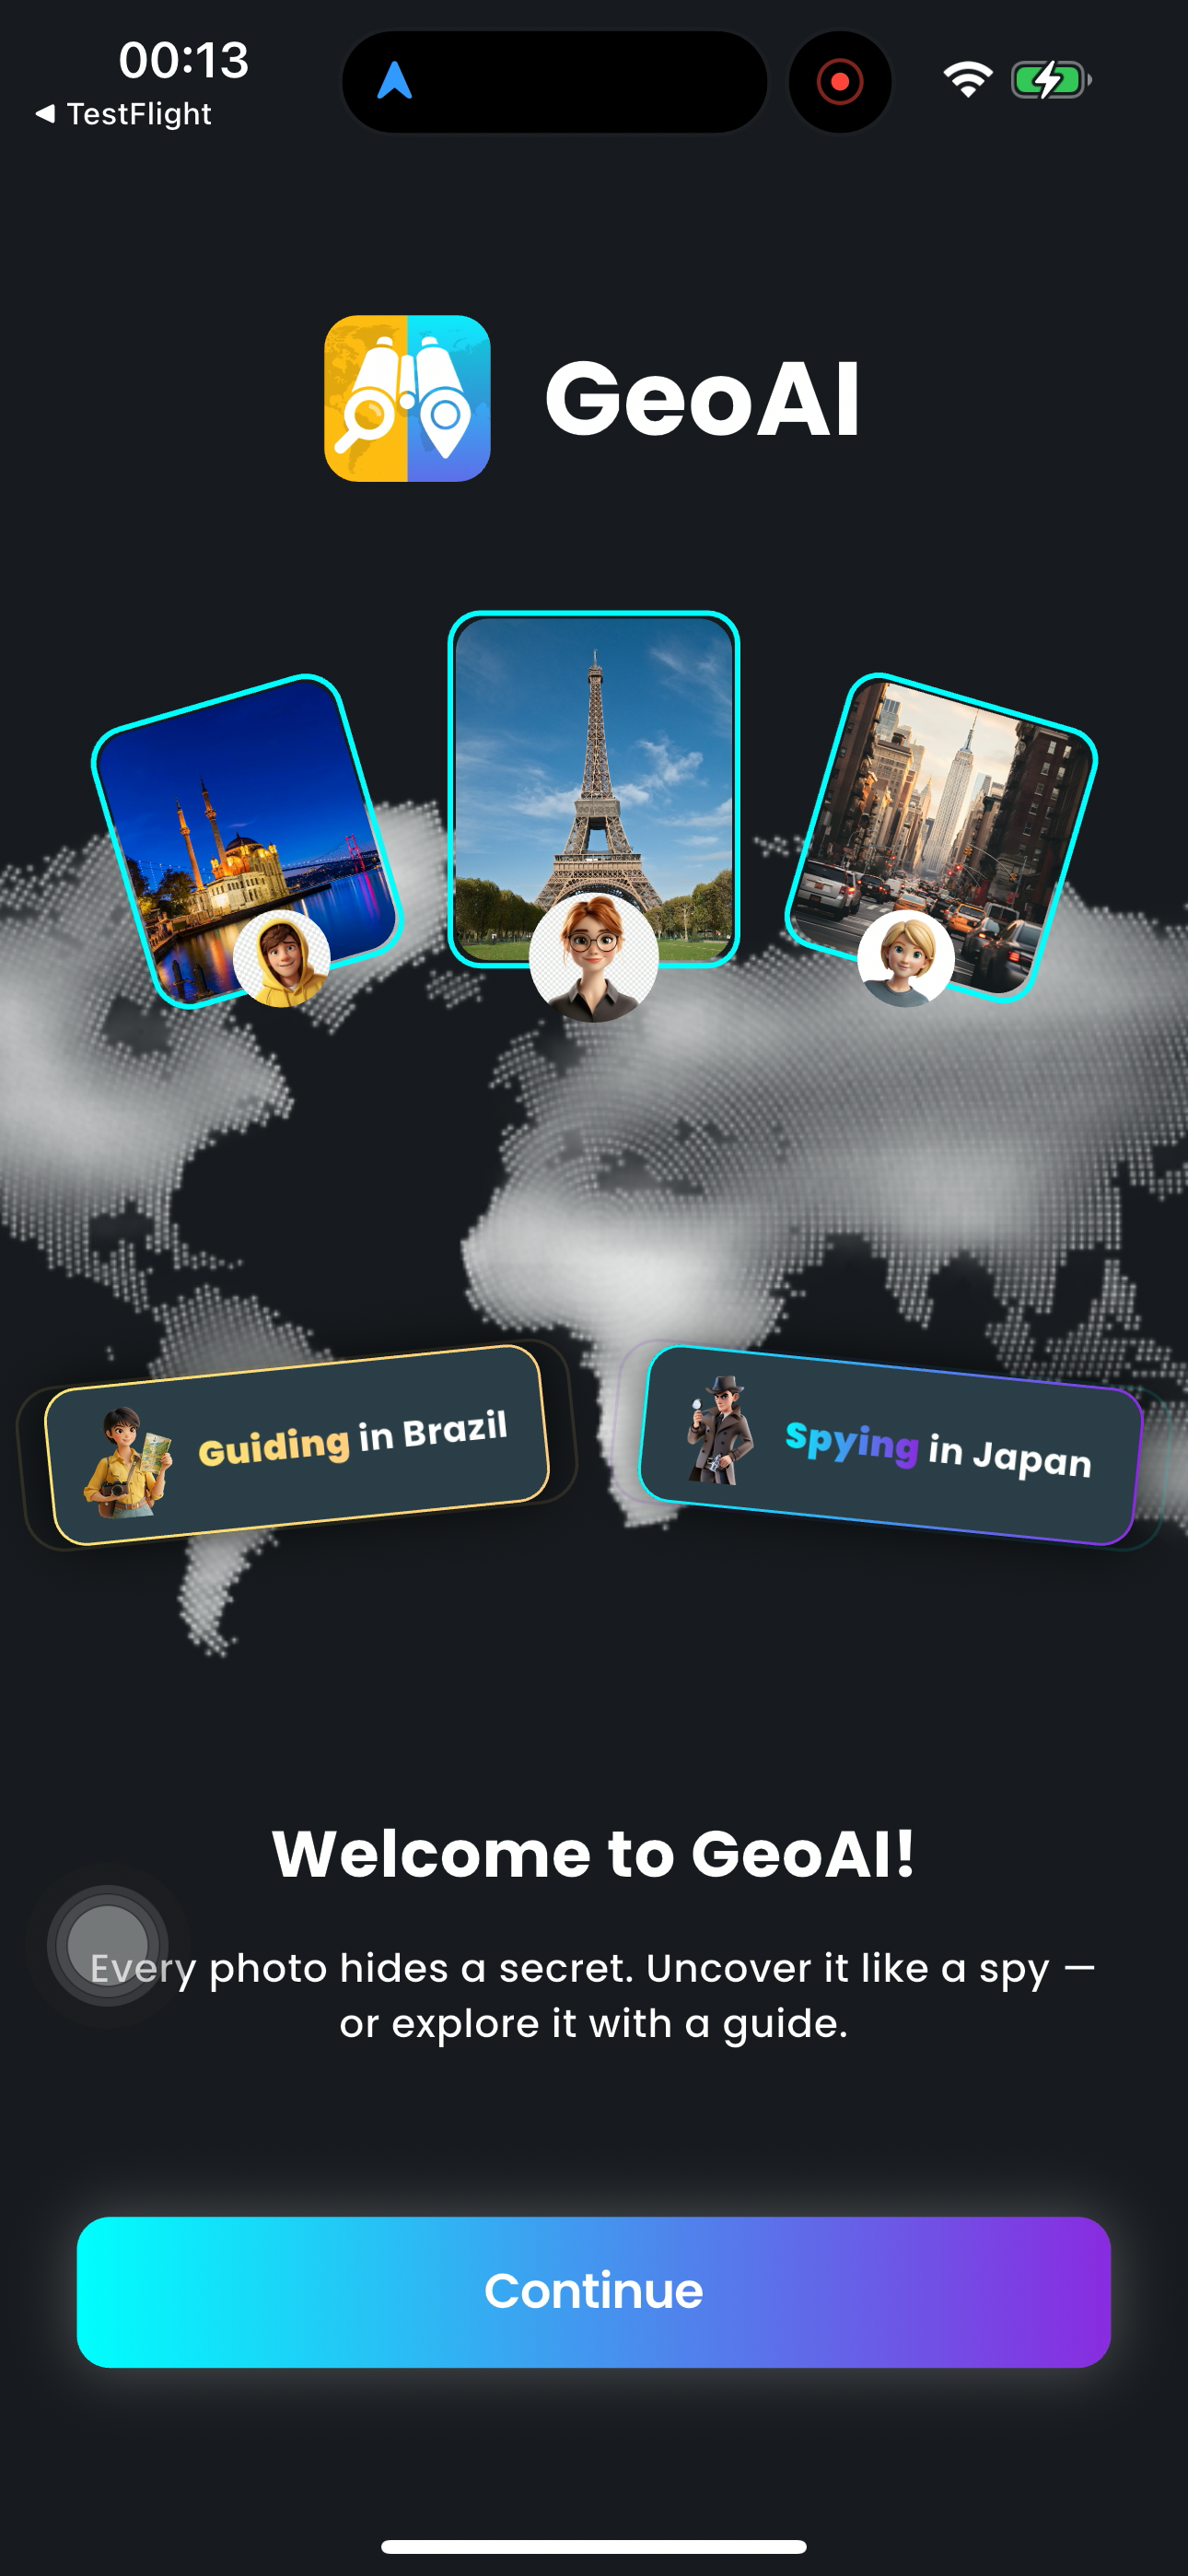 00:13
TestFlight
GeoAI
Guiding in Brazil
Spying in Japan
Welcome to GeoAI!
Every photo hides a secret. Uncover it like a spy —
or explore it with a guide.
Continue